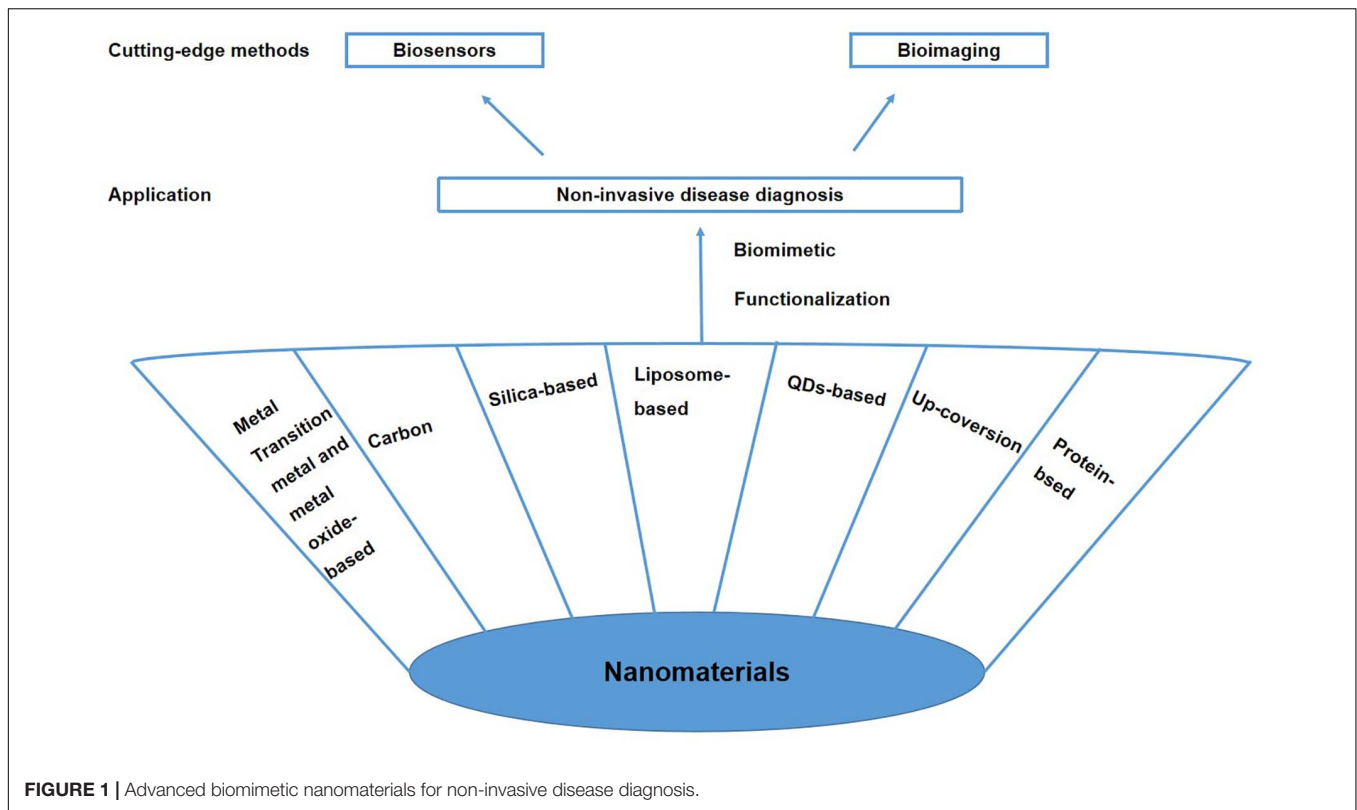 Cutting-edge methods
Biosensors
Bioimaging
Application
Non-invasive disease diagnosis
Biomimetic
Functionalization
Metal
Transition
metal and
metal
oxide-
based
Carbon
Silica-based
Liposome-
based
QDs-based
Up-coversion
Protein-
bsed
Nanomaterials
FIGURE 1 | Advanced biomimetic nanomaterials for non-invasive disease diagnosis.